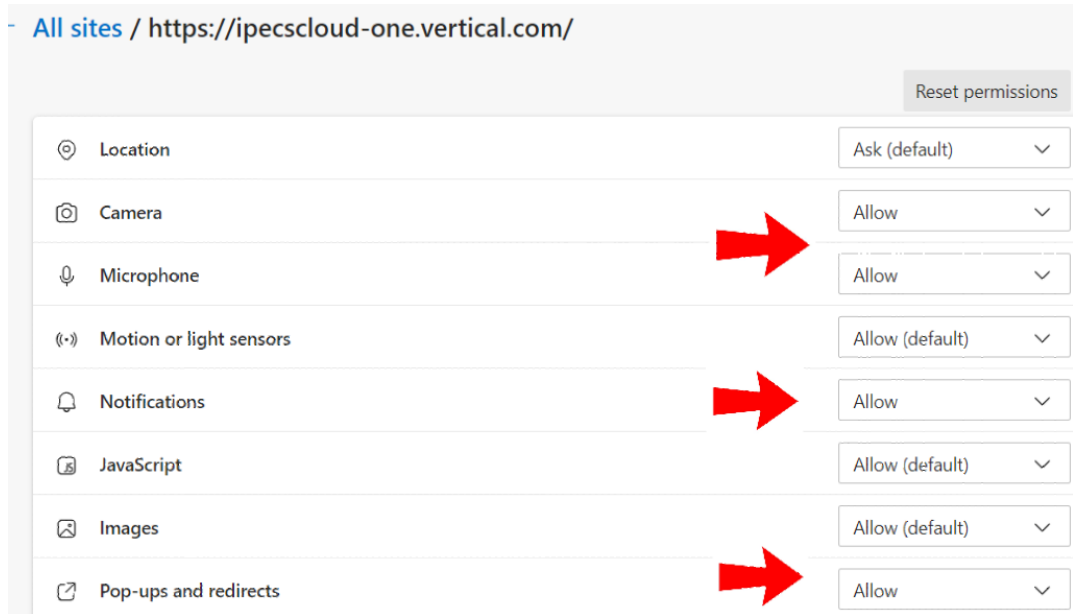 All sites / https://ipecscloud-one.vertical.com/
Reset permissions
Location Ask (default)
Camera Allow
Microphone Allow
Motion or light sensors Allow (default)
Notifications Allow
JavaScript Allow (default)
Images Allow (default)
Pop-ups and redirects Allow